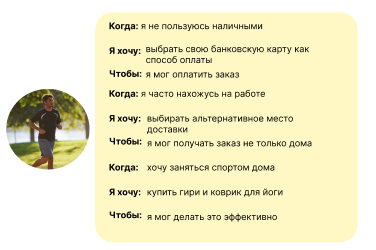 Когда: я не пользуюсь наличными
Я хочу: выбрать свою банковскую карту как
способ оплаты
Чтобы: я мог оплатить заказ
Когда: я часто нахожусь на работе
Я хочу: выбирать альтернативное место
доставки
Чтобы: я мог получать заказ не только дома
Когда: хочу заняться спортом дома
Я хочу: купить гири и коврик для йоги
Чтобы: я мог делать это эффективно